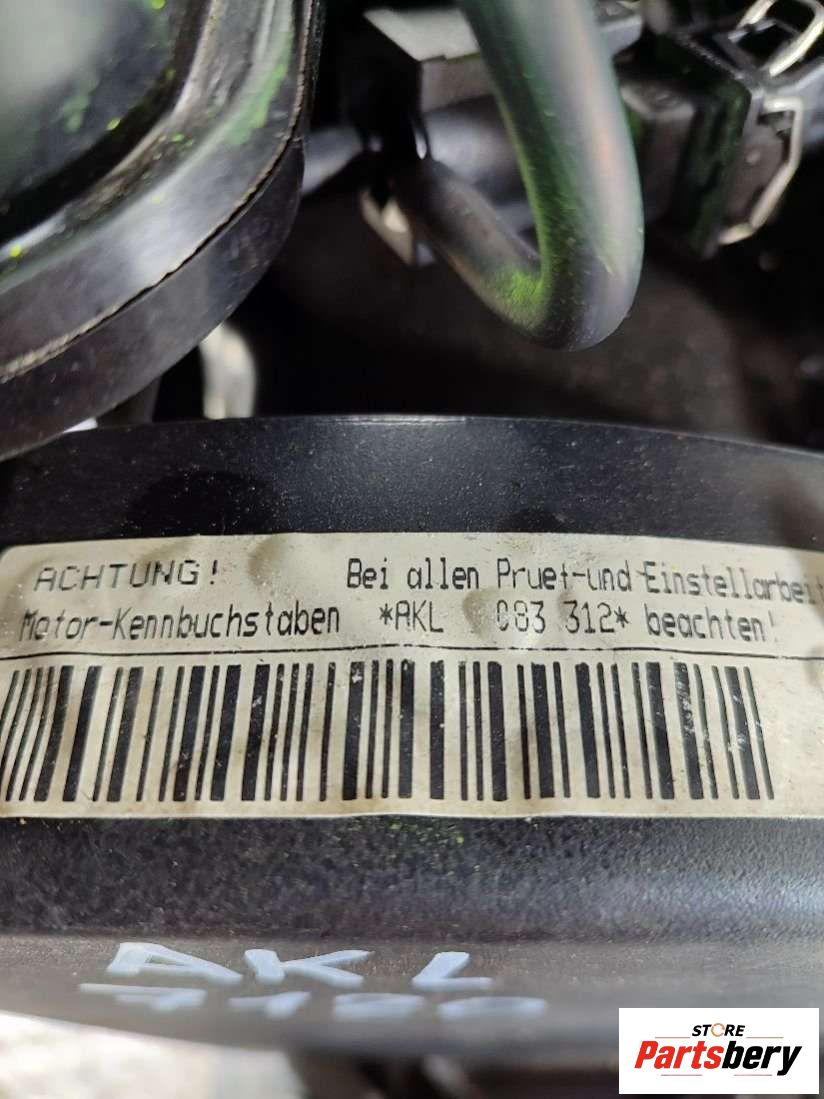 ACHTUNG! Bei allen Pruef-und Einstellarbeit
Motor-Kennbuchstaben *AKL 083 312* beachten!
AKL
STORE
Partsbery